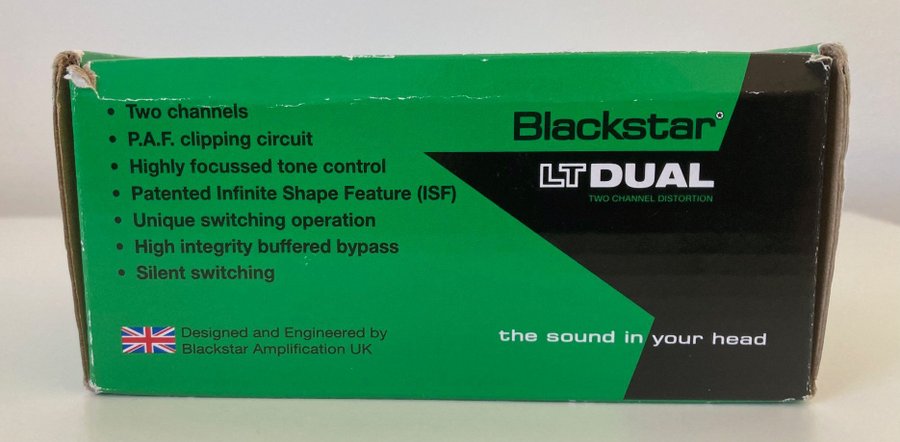 • Two channels
• P.A.F. clipping circuit
• Highly focussed tone control
• Patented Infinite Shape Feature (ISF)
• Unique switching operation
• High integrity buffered bypass
• Silent switching
Designed and Engineered by
Blackstar Amplification UK
Blackstar
LT DUAL
TWO CHANNEL DISTORTION
the sound in your head